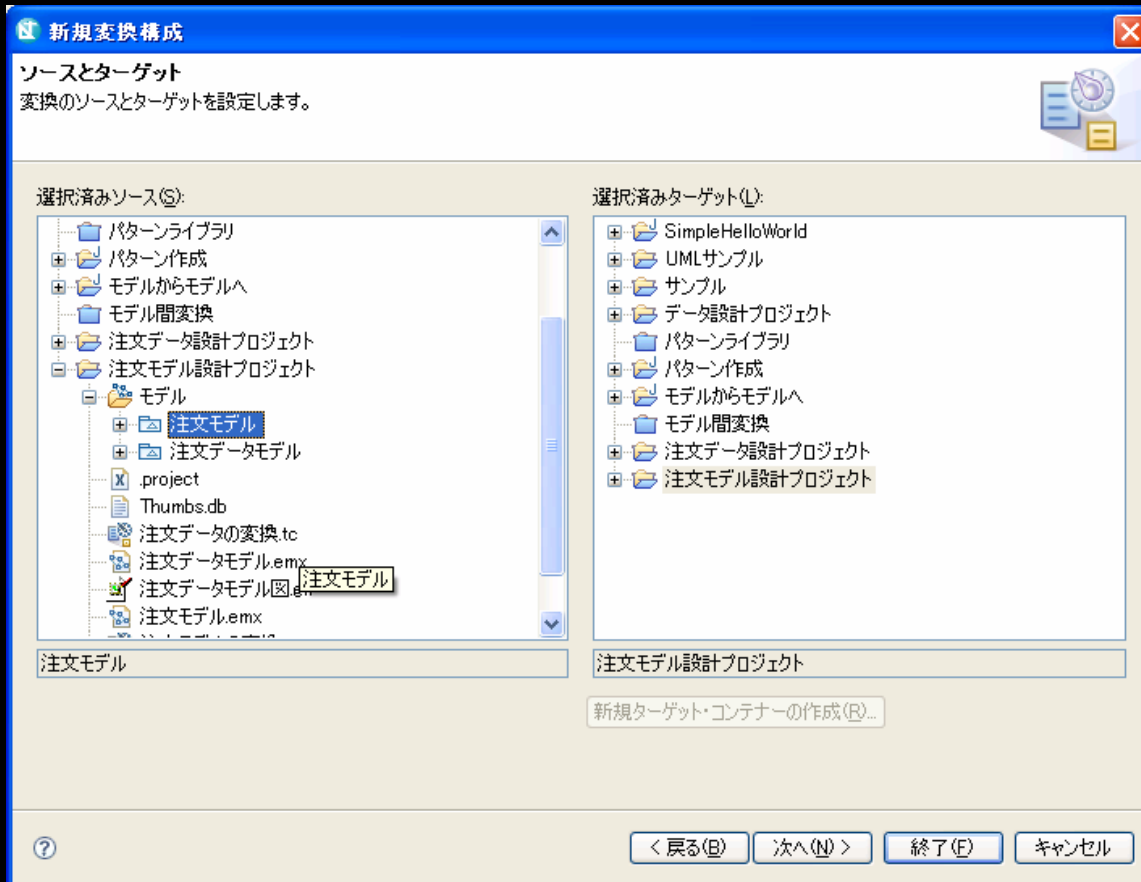 新規変換構成
ソースとターゲット
変換のソースとターゲットを設定します。
選択済みソース(S):
パターンライブラリ
パターン作成
モデルからモデルへ
モデル間変換
注文データ設計プロジェクト
注文モデル設計プロジェクト
モデル
注文モデル
注文データモデル
.project
Thumbs.db
注文データの変換.tc
注文データモデル.emx
注文モデル
注文データモデル図
注文モデル.emx
注文モデル
選択済みターゲット(L):
SimpleHelloWorld
UMLサンプル
サンプル
データ設計プロジェクト
パターンライブラリ
パターン作成
モデルからモデルへ
モデル間変換
注文データ設計プロジェクト
注文モデル設計プロジェクト
注文モデル設計プロジェクト
新規ターゲット・コンテナーの作成(R)...
< 戻る(B)
次へ(N) >
終了(F)
キャンセル